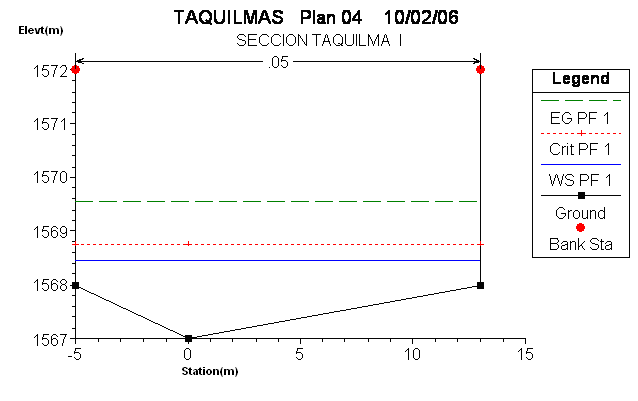 TAQUILMAS Plan 04 10/02/06
Elevt(m)
SECCION TAQUILMA I
.05
1572
1571
1570
1569
1568
1567
-5 0 5 10 15
Station(m)
Legend
EG PF 1
Crit PF 1
WS PF 1
Ground
Bank Sta